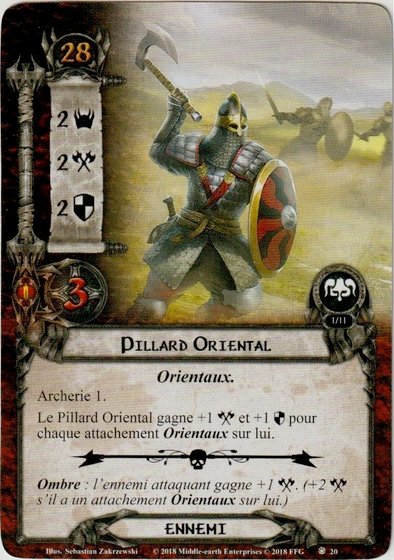 28
2
2
2
3
1/11
Pillard Oriental
Orientaux.
Archerie 1.
Le Pillard Oriental gagne +1 et +1 pour
chaque attachement Orientaux sur lui.
Ombre : l'ennemi attaquant gagne +1 . (+2
s'il a un attachement Orientaux sur lui.)
ENNEMI
Illus. Sebastian Zakrzewski © 2018 Middle-earth Enterprises © 2018 FFG 20